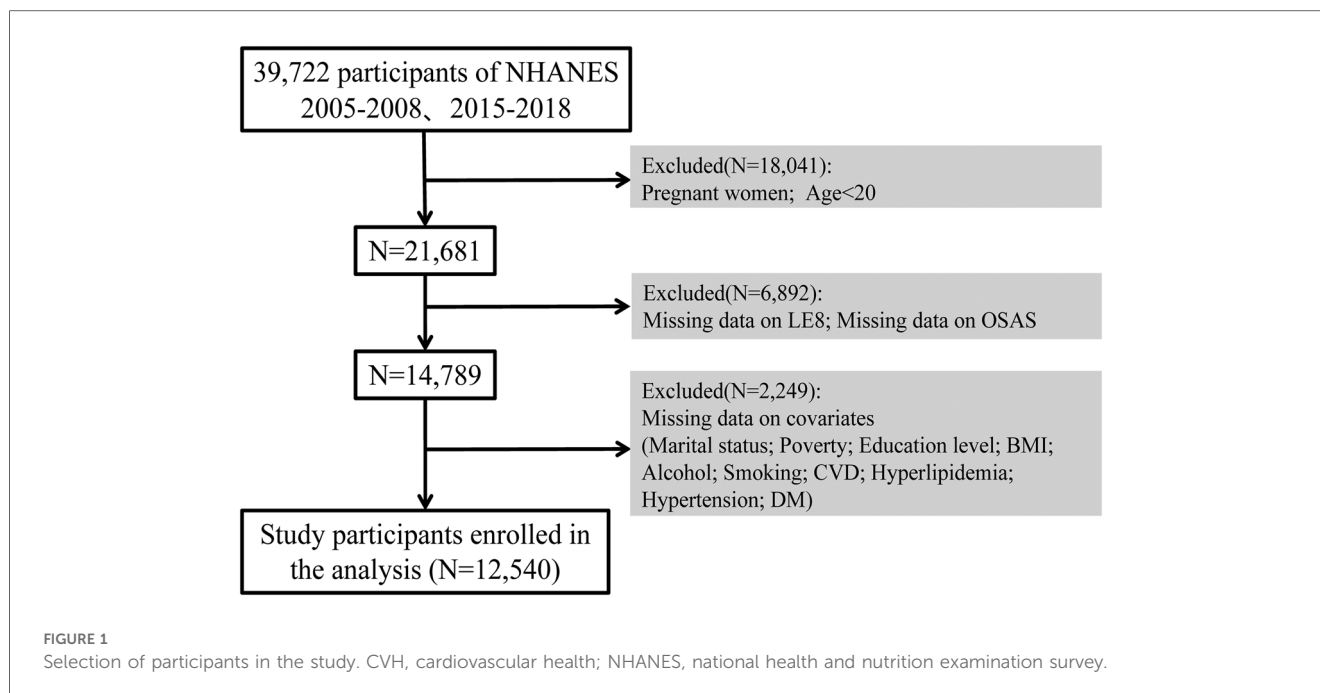 39,722 participants of NHANES
2005-2008、2015-2018
Excluded(N=18,041):
Pregnant women; Age<20
N=21,681
Excluded(N=6,892):
Missing data on LE8; Missing data on OSAS
N=14,789
Excluded(N=2,249):
Missing data on covariates
(Marital status; Poverty; Education level; BMI;
Alcohol; Smoking; CVD; Hyperlipidemia;
Hypertension; DM)
Study participants enrolled in
the analysis (N=12,540)
FIGURE 1
Selection of participants in the study. CVH, cardiovascular health; NHANES, national health and nutrition examination survey.